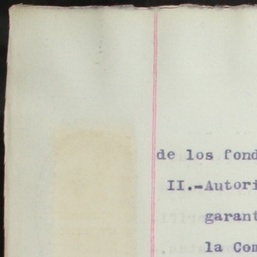 de los fond
II.-Autori
garant
la Com